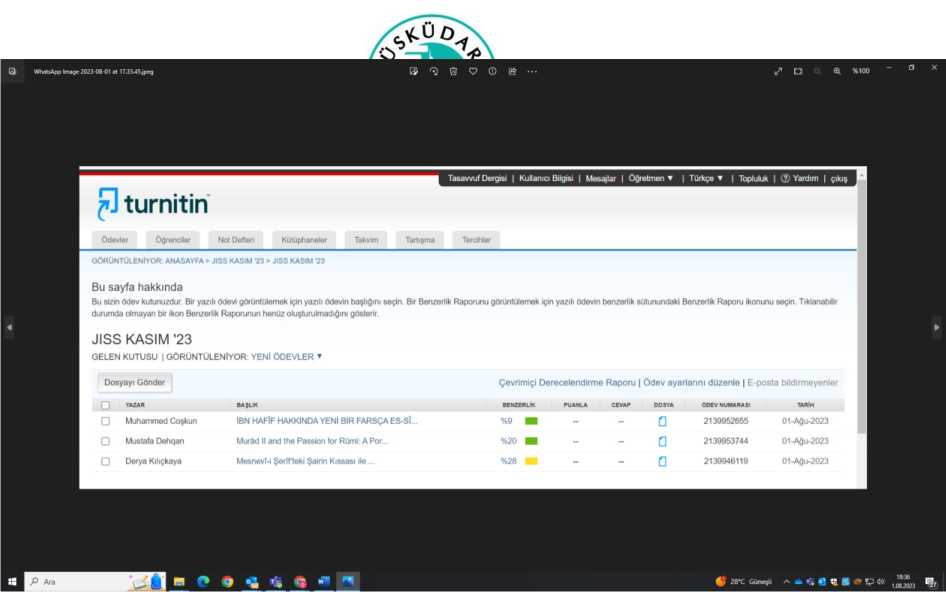 ÜSKÜDAR
WhatsApp Image 2023-08-01 at 17.35.45.jpeg
%100
Tasavvuf Dergisi | Kullanıcı Bilgisi | Mesajlar | Öğretmen ▼ | Türkçe ▼ | Topluluk | ? Yardım | çıkış
turnitin
Ödevler Öğrenciler Not Defteri Kütüphaneler Takvim Tartışma Tercihler
GÖRÜNTÜLENİYOR: ANASAYFA > JISS KASIM '23 > JISS KASIM '23
Bu sayfa hakkında
Bu sizin ödev kutunuzdur. Bir yazılı ödevi görüntülemek için yazılı ödevin başlığını seçin. Bir Benzerlik Raporunu görüntülemek için yazılı ödevin benzerlik sütunundaki Benzerlik Raporu ikonunu seçin. Tıklanabilir
durumda olmayan bir ikon Benzerlik Raporunun henüz oluşturulmadığını gösterir.
JISS KASIM '23
GELEN KUTUSU | GÖRÜNTÜLENİYOR: YENİ ÖDEVLER ▼
Dosyayı Gönder Çevrimiçi Derecelendirme Raporu | Ödev ayarlarını düzenle | E-posta bildirmeyenler
YAZAR BAŞLIK BENZERLİK PUANLA CEVAP DOSYA ÖDEV NUMARASI TARİH
Muhammed Coşkun İBN HAFÎF HAKKINDA YENİ BİR FARSÇA ES-Sİ... %9 -- -- 2139952655 01-Ağu-2023
Mustafa Dehqan Murād II and the Passion for Rūmī: A Por... %20 -- -- 2139953744 01-Ağu-2023
Derya Kılıçkaya Mesnevî-i Şerîf'teki Şairin Kıssası ile ... %28 -- -- 2139946119 01-Ağu-2023
Ara 28°C Güneşli 18:36
1.08.2023